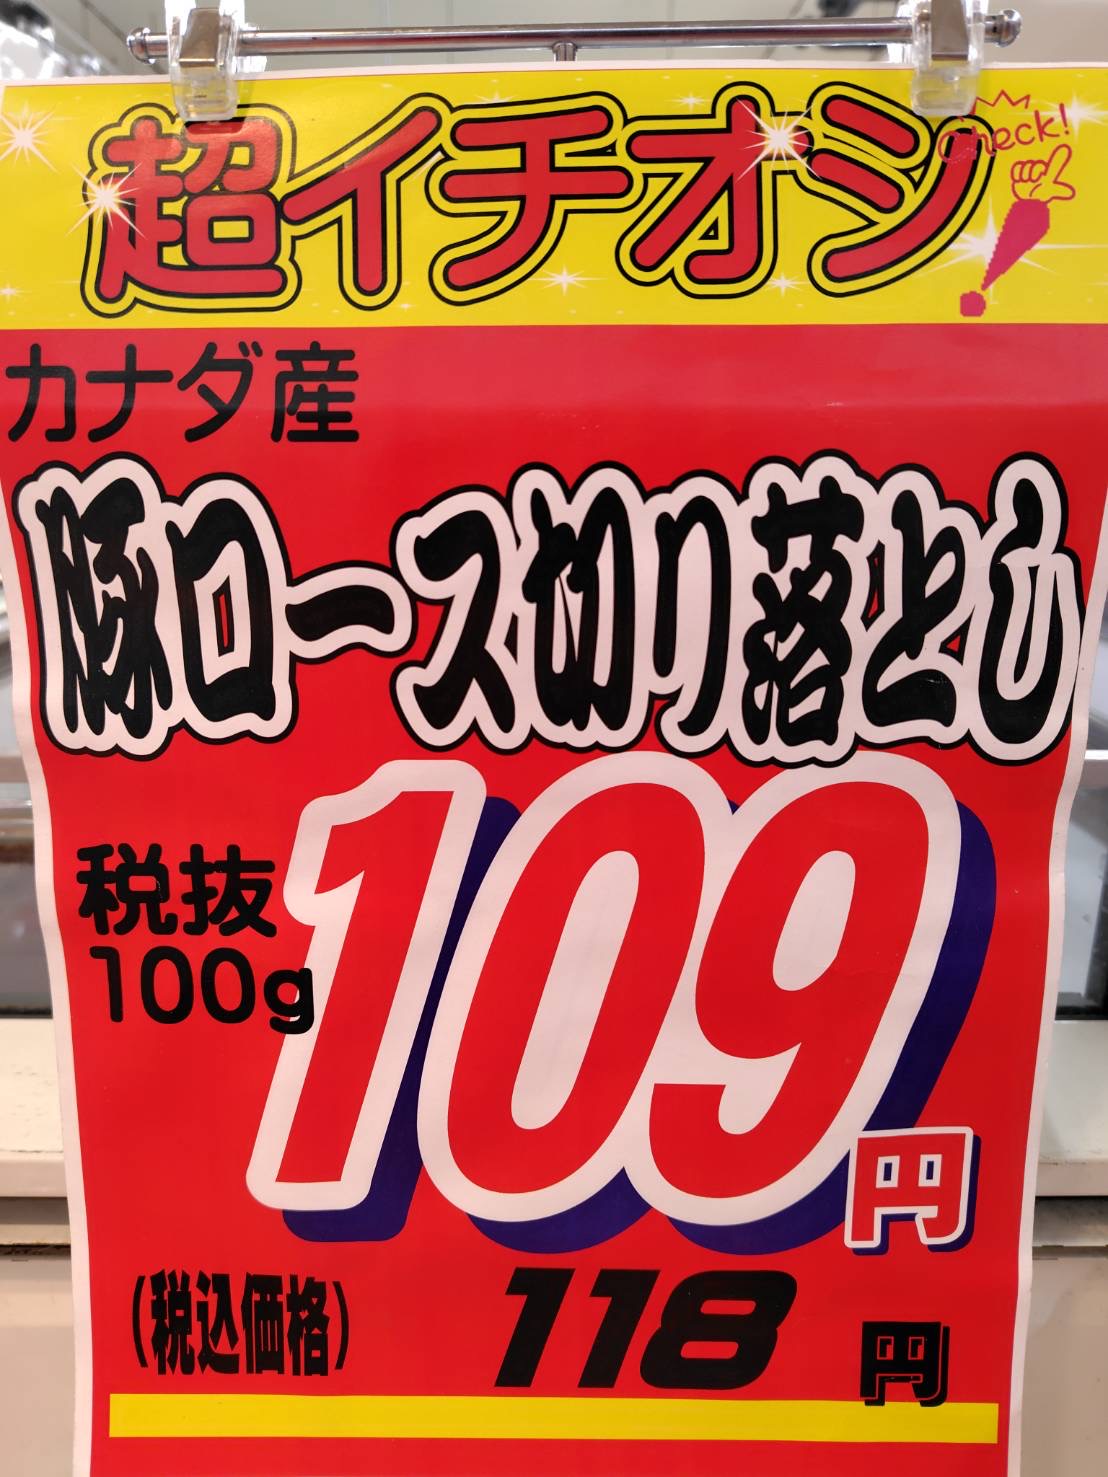 超イチオシ
Check!
カナダ産
豚ロース切り落とし
税抜
100g
109円
(税込価格) 118円